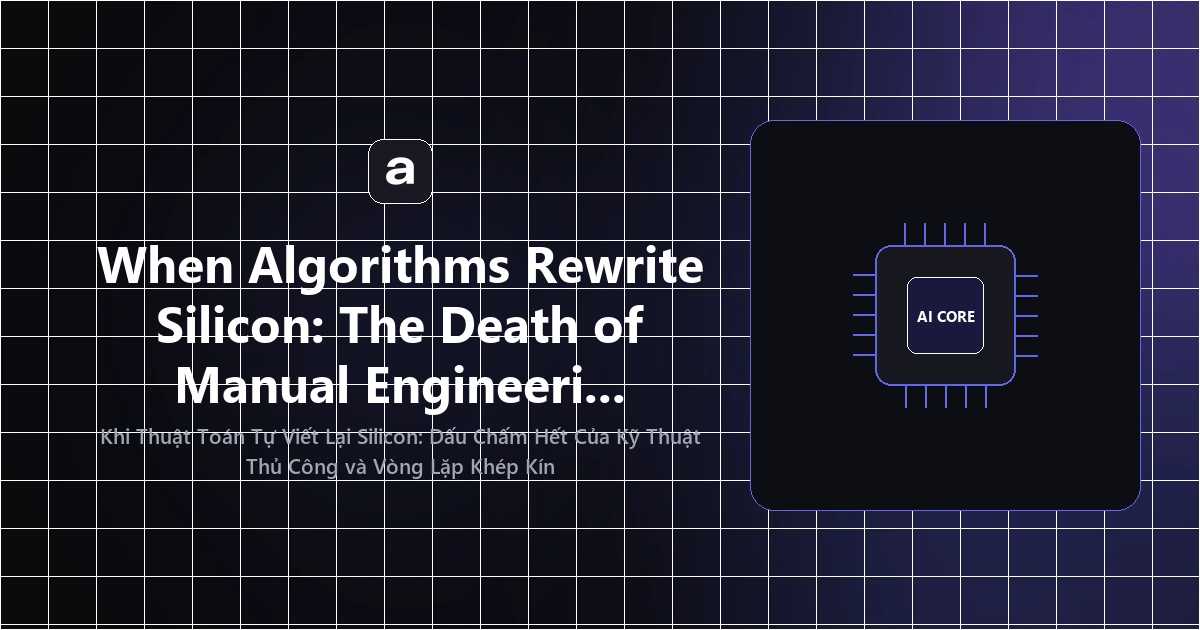 a
When Algorithms Rewrite
Silicon: The Death of
Manual Engineeri...
Khi Thuật Toán Tự Viết Lại Silicon: Dấu Chấm Hết Của Kỹ Thuật
Thủ Công và Vòng Lặp Khép Kín
AI CORE